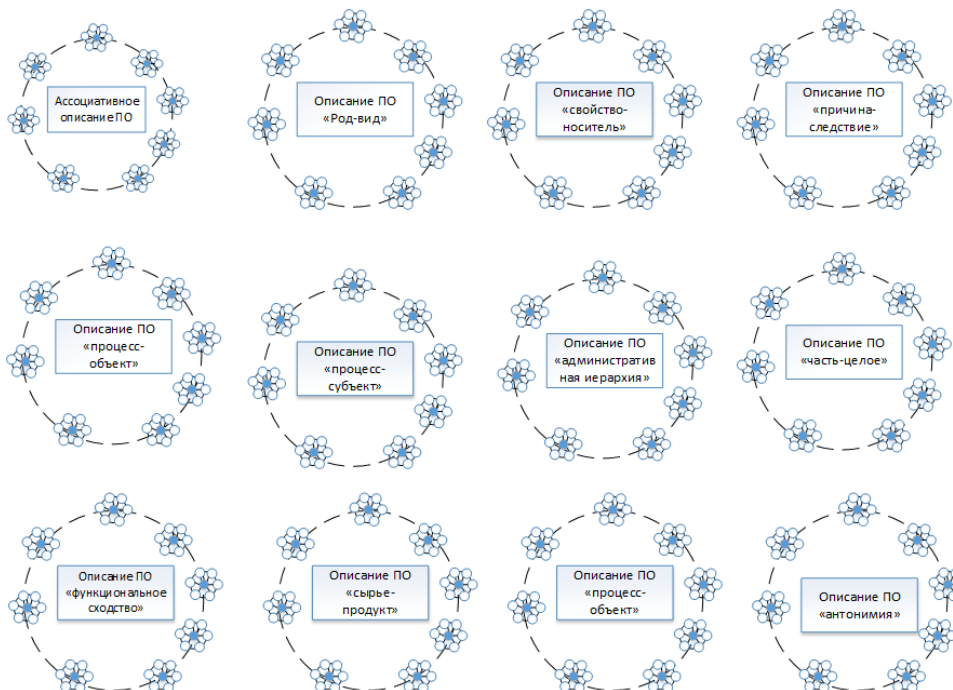 Ассоциативное
описание ПО
Описание ПО
«Род-вид»
Описание ПО
«свойство-
носитель»
Описание ПО
«причина-
следствие»
Описание ПО
«процесс-
объект»
Описание ПО
«процесс-
субъект»
Описание ПО
«административ
ная иерархия»
Описание ПО
«часть-целое»
Описание ПО
«функциональное
сходство»
Описание ПО
«сырье-
продукт»
Описание ПО
«процесс-
объект»
Описание ПО
«антонимия»